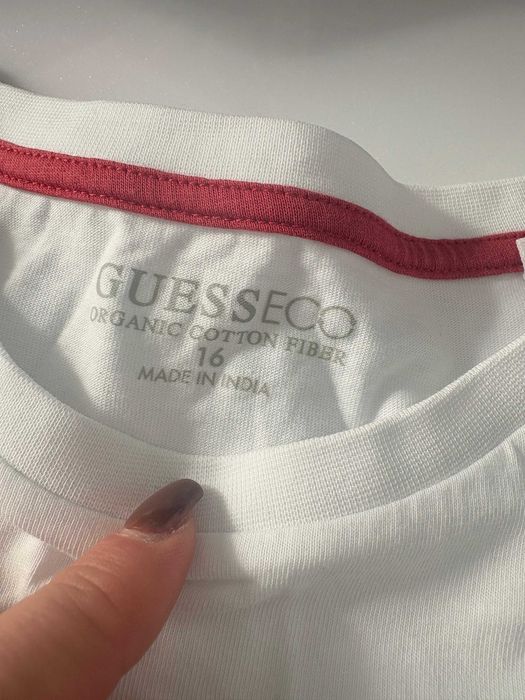 GUESSECO
ORGANIC COTTON FIBER
16
MADE IN INDIA